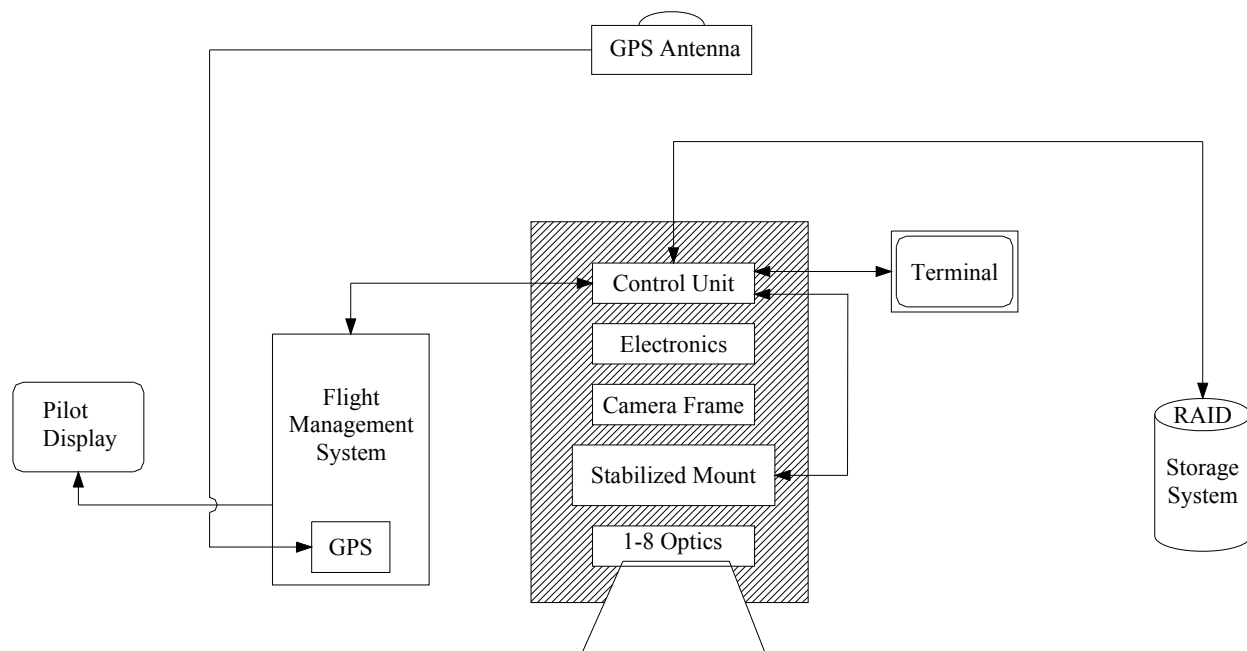 GPS Antenna
Control Unit
Terminal
Electronics
Camera Frame
Stabilized Mount
1-8 Optics
Flight
Management
System
GPS
Pilot
Display
RAID
Storage
System